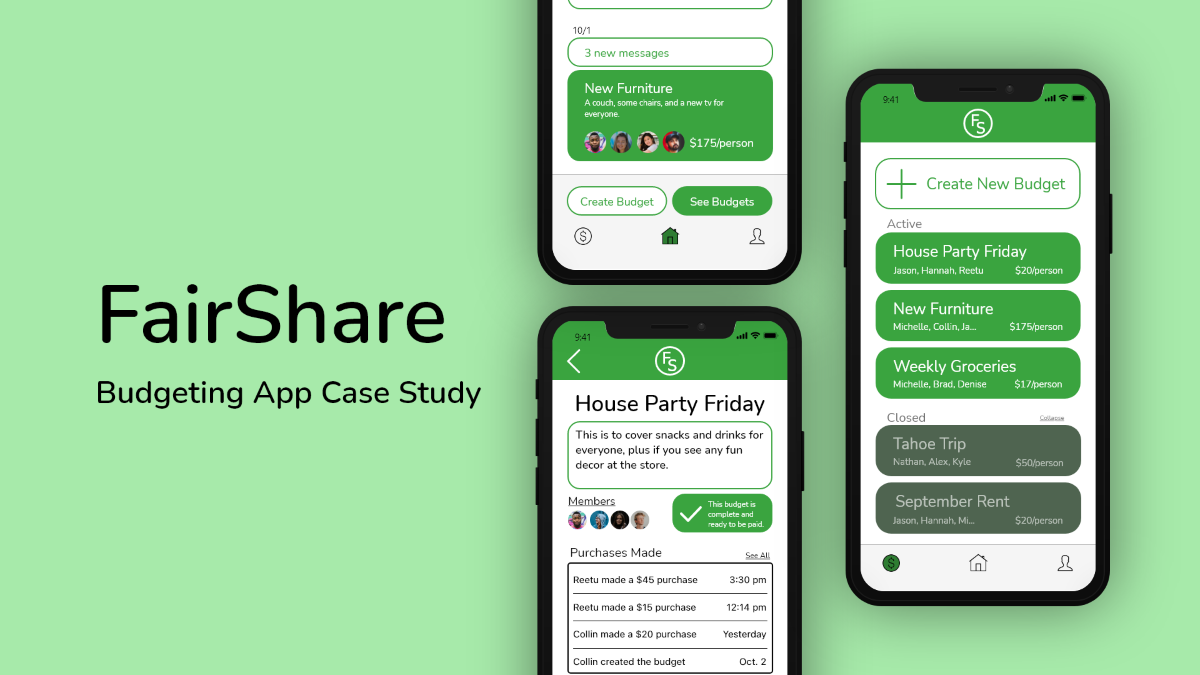 FairShare
Budgeting App Case Study
10/1
3 new messages
New Furniture
A couch, some chairs, and a new tv for
everyone.
$175/person
Create Budget
See Budgets
$
9:41
FS
House Party Friday
This is to cover snacks and drinks for
everyone, plus if you see any fun
decor at the store.
Members
This budget is
complete and
ready to be paid.
Purchases Made
See All
Reetu made a $45 purchase 3:30 pm
Reetu made a $15 purchase 12:14 pm
Collin made a $20 purchase Yesterday
Collin created the budget Oct. 2
9:41
FS
Create New Budget
Active
House Party Friday
Jason, Hannah, Reetu $20/person
New Furniture
Michelle, Collin, Ja... $175/person
Weekly Groceries
Michelle, Brad, Denise $17/person
Closed
Collapse
Tahoe Trip
Nathan, Alex, Kyle $50/person
September Rent
Jason, Hannah, Mi... $20/person
$